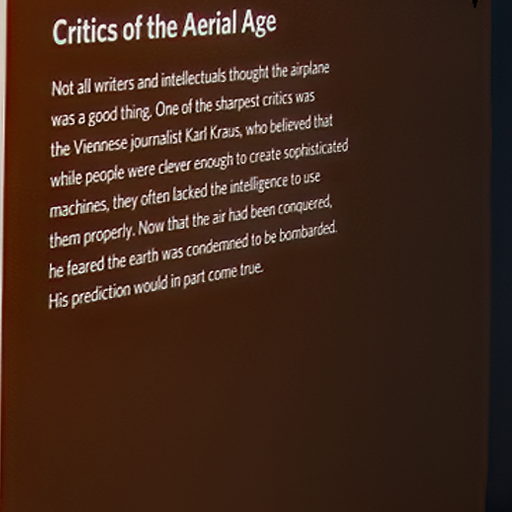 Critics of the Aerial Age
Not all writers and intellectuals thought the airplane
was a good thing. One of the sharpest critics was
the Viennese journalist Karl Kraus, who believed that
while people were clever enough to create sophisticated
machines, they often lacked the intelligence to use
them properly. Now that the air had been conquered,
he feared the earth was condemned to be bombarded.
His prediction would in part come true.